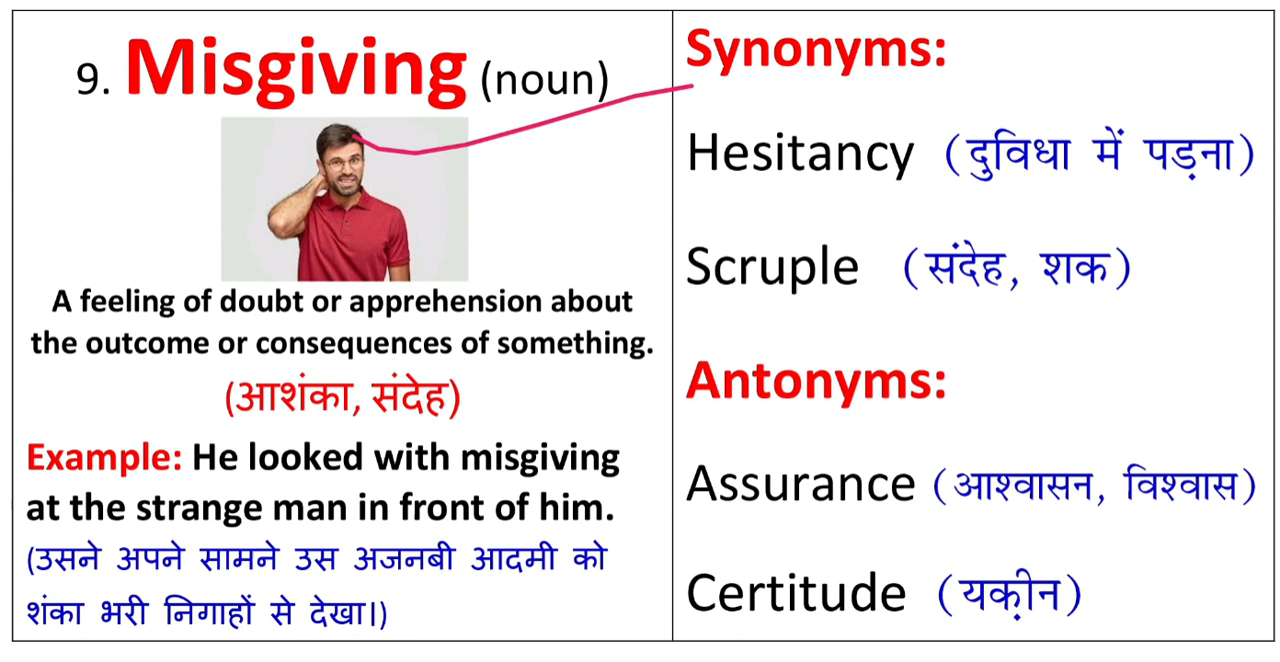 9. Misgiving (noun)
A feeling of doubt or apprehension about
the outcome or consequences of something.
(आशंका, संदेह)
Example: He looked with misgiving
at the strange man in front of him.
(उसने अपने सामने उस अजनबी आदमी को
शंका भरी निगाहों से देखा।)
Synonyms:
Hesitancy (दुविधा में पड़ना)
Scruple (संदेह, शक)
Antonyms:
Assurance (आश्वासन, विश्वास)
Certitude (यक़ीन)